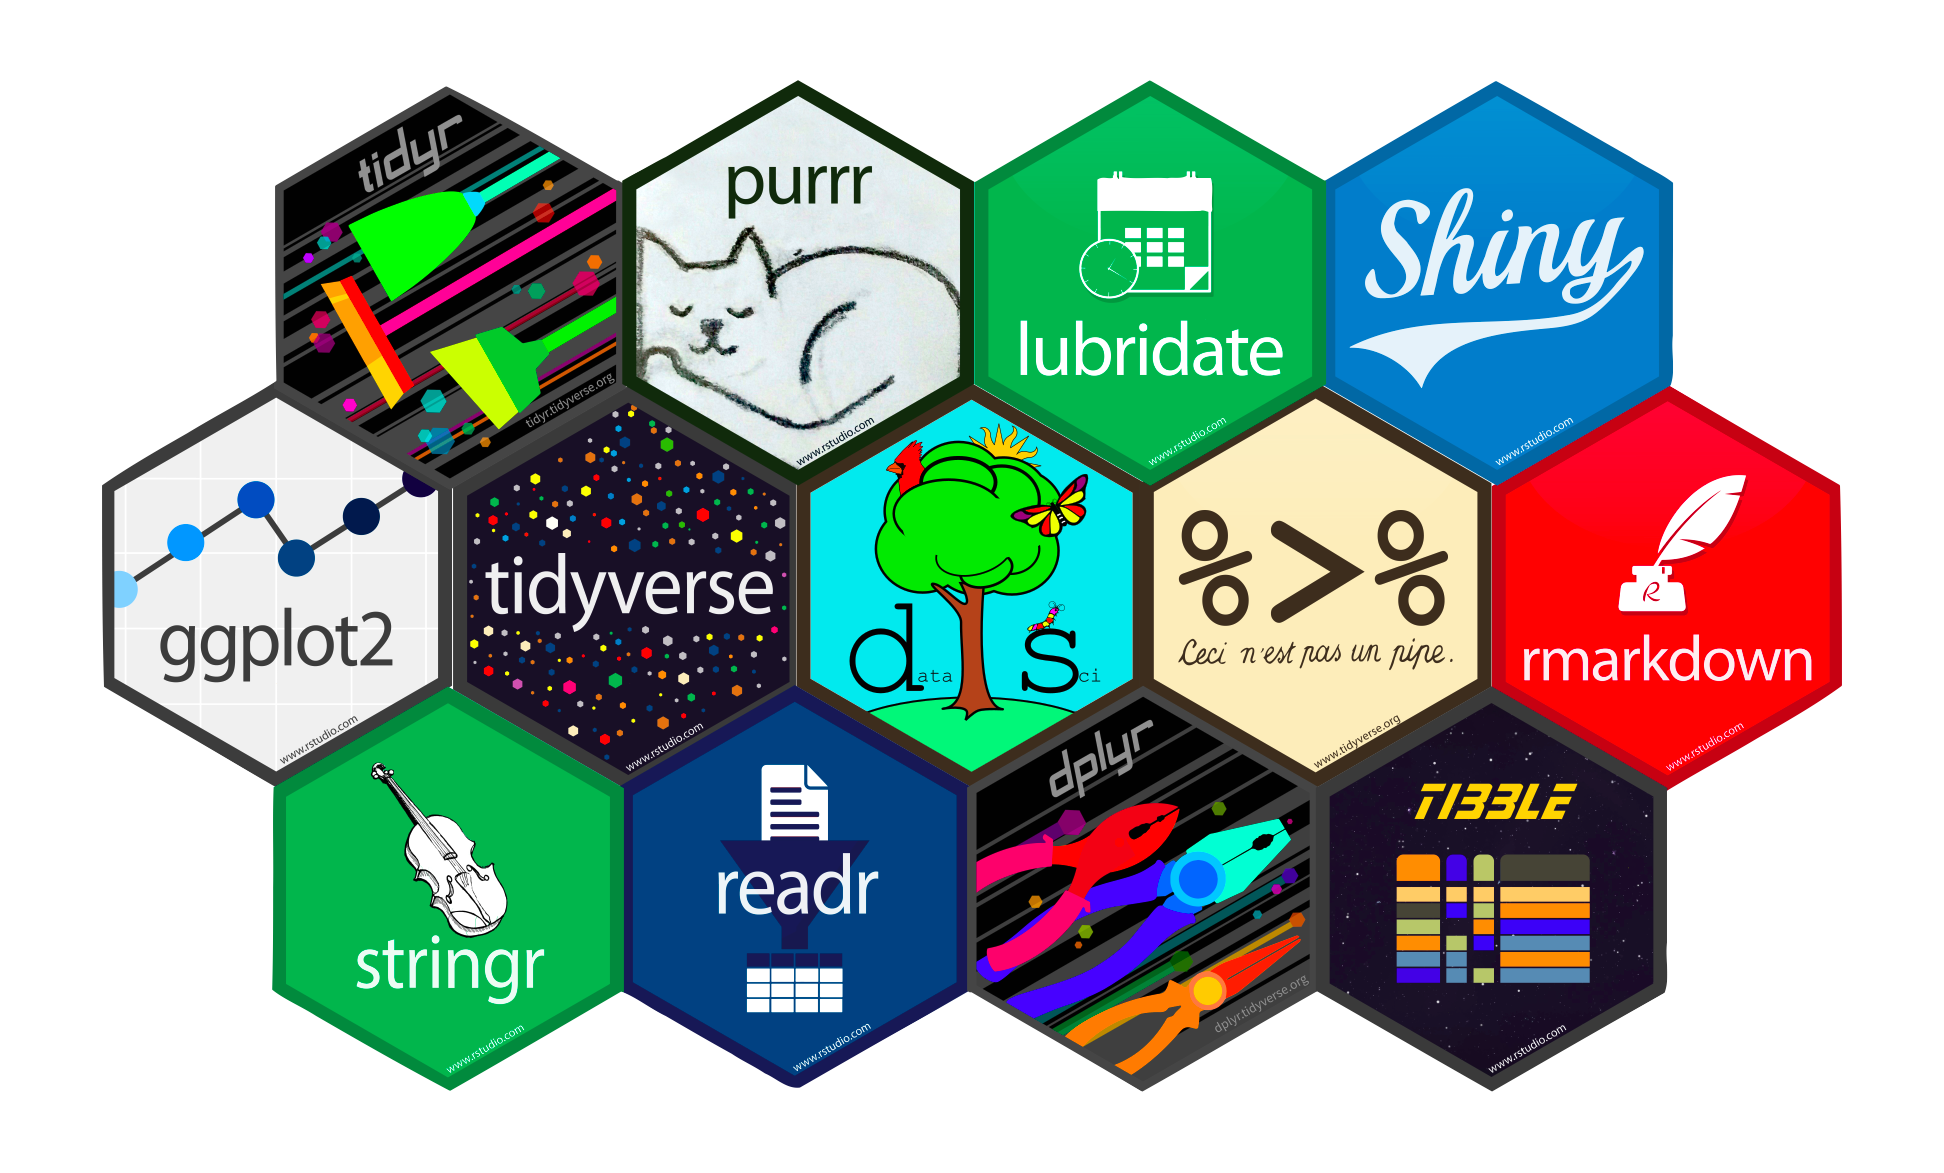 tidyr
tidyr.tidyverse.org
purrr
www.rstudio.com
lubridate
www.rstudio.com
Shiny
www.rstudio.com
ggplot2
www.rstudio.com
tidyverse
www.rstudio.com
data sci
%>%
Ceci n'est pas un pipe.
www.tidyverse.org
R
rmarkdown
www.rstudio.com
stringr
www.rstudio.com
readr
www.rstudio.com
dplyr
dplyr.tidyverse.org
TIBBLE
www.rstudio.com